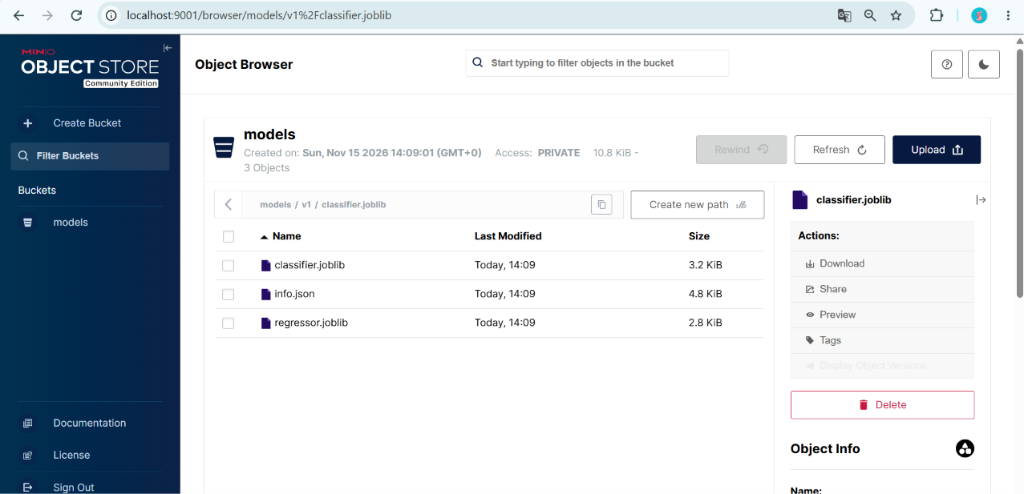 localhost:9001/browser/models/v1%2Fclassifier.joblib
MINIO
OBJECT STORE
Community Edition
Create Bucket
Filter Buckets
Buckets
models
Documentation
License
Sign Out
Object Browser
Start typing to filter objects in the bucket
models
Created on: Sun, Nov 15 2026 14:09:01 (GMT+0) Access: PRIVATE 10.8 KiB -
3 Objects
Rewind
Refresh
Upload
models / v1 / classifier.joblib
Create new path
Name Last Modified Size
classifier.joblib Today, 14:09 3.2 KiB
info.json Today, 14:09 4.8 KiB
regressor.joblib Today, 14:09 2.8 KiB
classifier.joblib
Actions:
Download
Share
Preview
Tags
Display Object Versions
Delete
Object Info
Name: